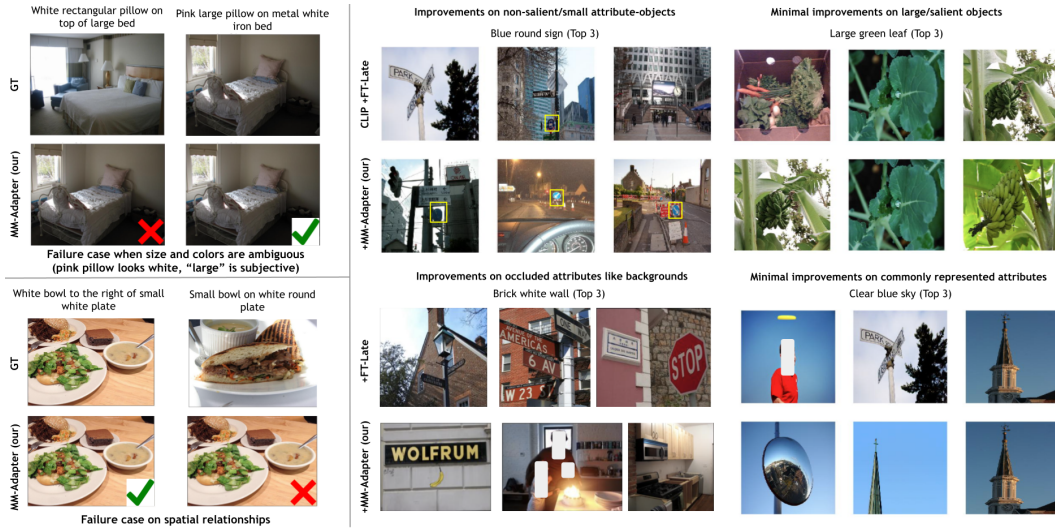 White rectangular pillow on
top of large bed
Pink large pillow on metal white
iron bed
GT
MM-Adapter (our)
Failure case when size and colors are ambiguous
(pink pillow looks white, “large” is subjective)
White bowl to the right of small
white plate
Small bowl on white round
plate
GT
MM-Adapter (our)
Failure case on spatial relationships
Improvements on non-salient/small attribute-objects
Blue round sign (Top 3)
CLIP +FT-Late
PARK
+MM-Adapter (our)
Minimal improvements on large/salient objects
Large green leaf (Top 3)
Improvements on occluded attributes like backgrounds
Brick white wall (Top 3)
+FT-Late
AMERICAS
6 AV
W 23 ST
ONE WAY
STOP
+MM-Adapter (our)
WOLFRUM
Minimal improvements on commonly represented attributes
Clear blue sky (Top 3)
PARK